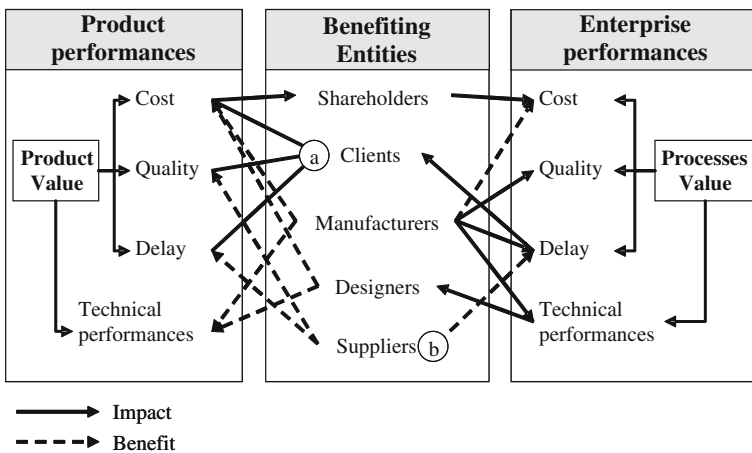 Product
performances
Benefiting
Entities
Enterprise
performances
Cost
Shareholders
Cost
Product
Value
Quality
a
Clients
Quality
Processes
Value
Manufacturers
Delay
Delay
Designers
Technical
performances
Technical
performances
Suppliers
b
Impact
Benefit